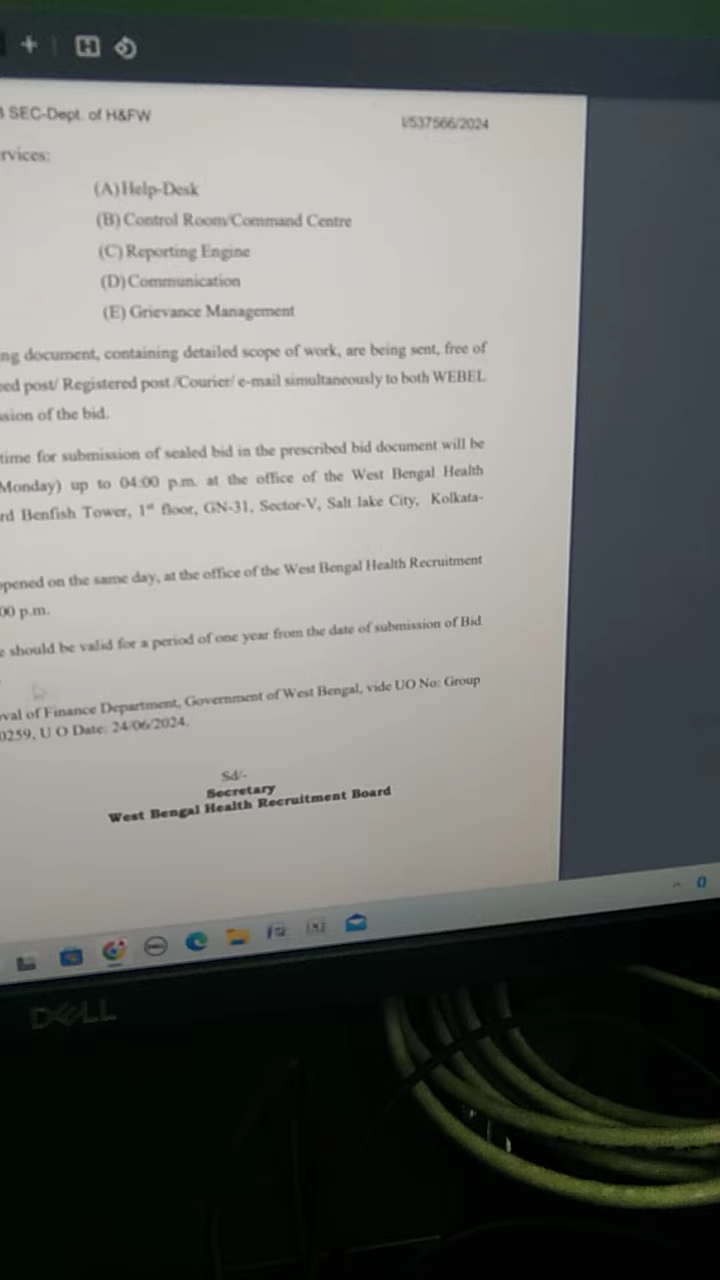 SEC-Dept. of H&FW
I/537566/2024
rvices:
(A) Help-Desk
(B) Control Room/Command Centre
(C) Reporting Engine
(D) Communication
(E) Grievance Management
ng document, containing detailed scope of work, are being sent, free of
eed post/ Registered post /Courier/ e-mail simultaneously to both WEBEL
ssion of the bid.
time for submission of sealed bid in the prescribed bid document will be
Monday) up to 04:00 p.m. at the office of the West Bengal Health
rd Benfish Tower, 1st floor, GN-31, Sector-V, Salt lake City, Kolkata-
pened on the same day, at the office of the West Bengal Health Recruitment
00 p.m.
e should be valid for a period of one year from the date of submission of Bid
val of Finance Department, Government of West Bengal, vide UO No: Group
0259, U O Date: 24/06/2024.
Sd/-
Secretary
West Bengal Health Recruitment Board
DELL